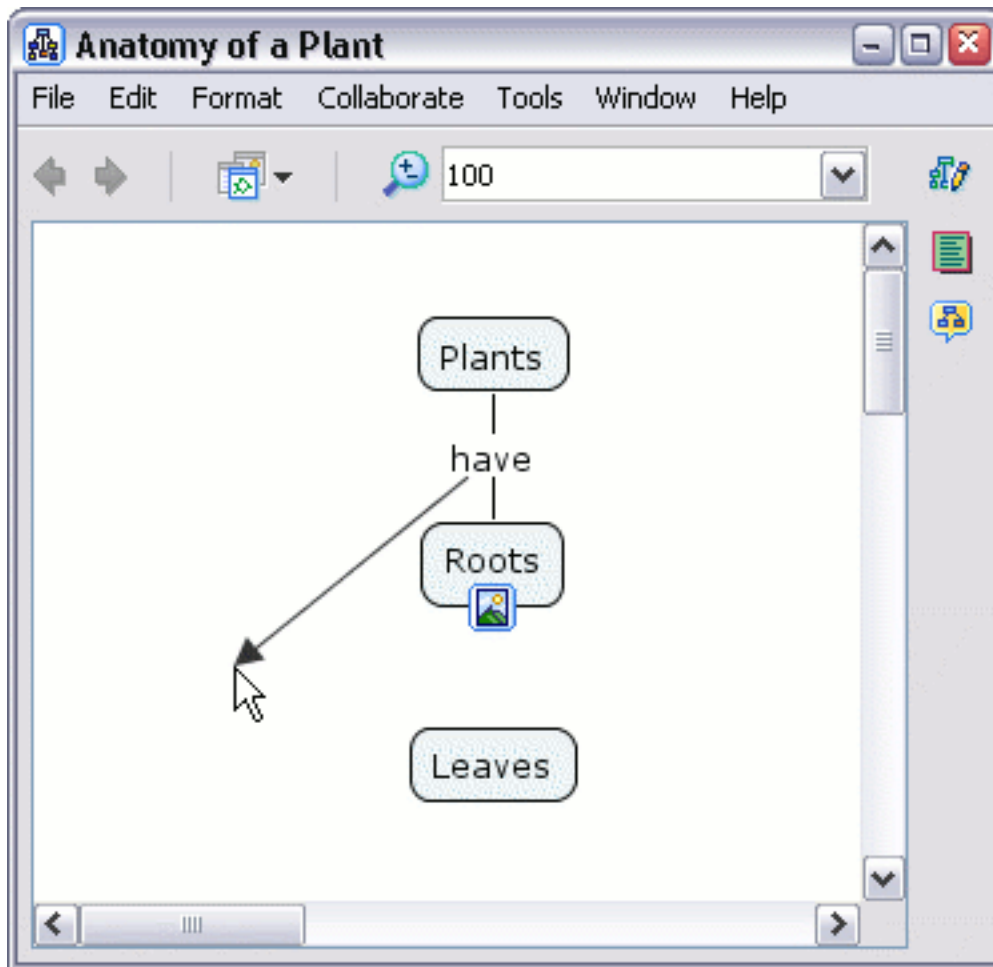 Anatomy of a Plant
File Edit Format Collaborate Tools Window Help
100
Plants
have
Roots
Leaves